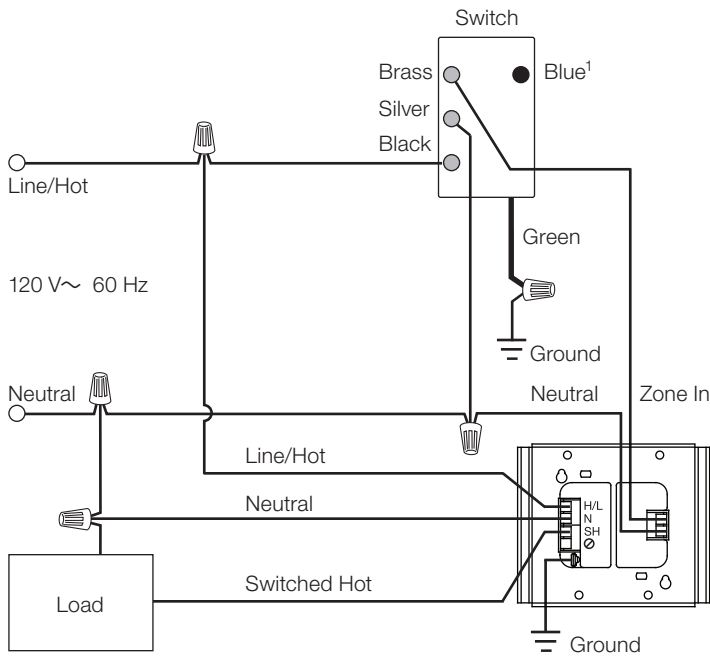 Switch
Brass
Blue¹
Silver
Black
Line/Hot
Green
120 V~ 60 Hz
Ground
Neutral
Neutral
Zone In
Line/Hot
H/L
Neutral
N
SH
Switched Hot
Load
Ground